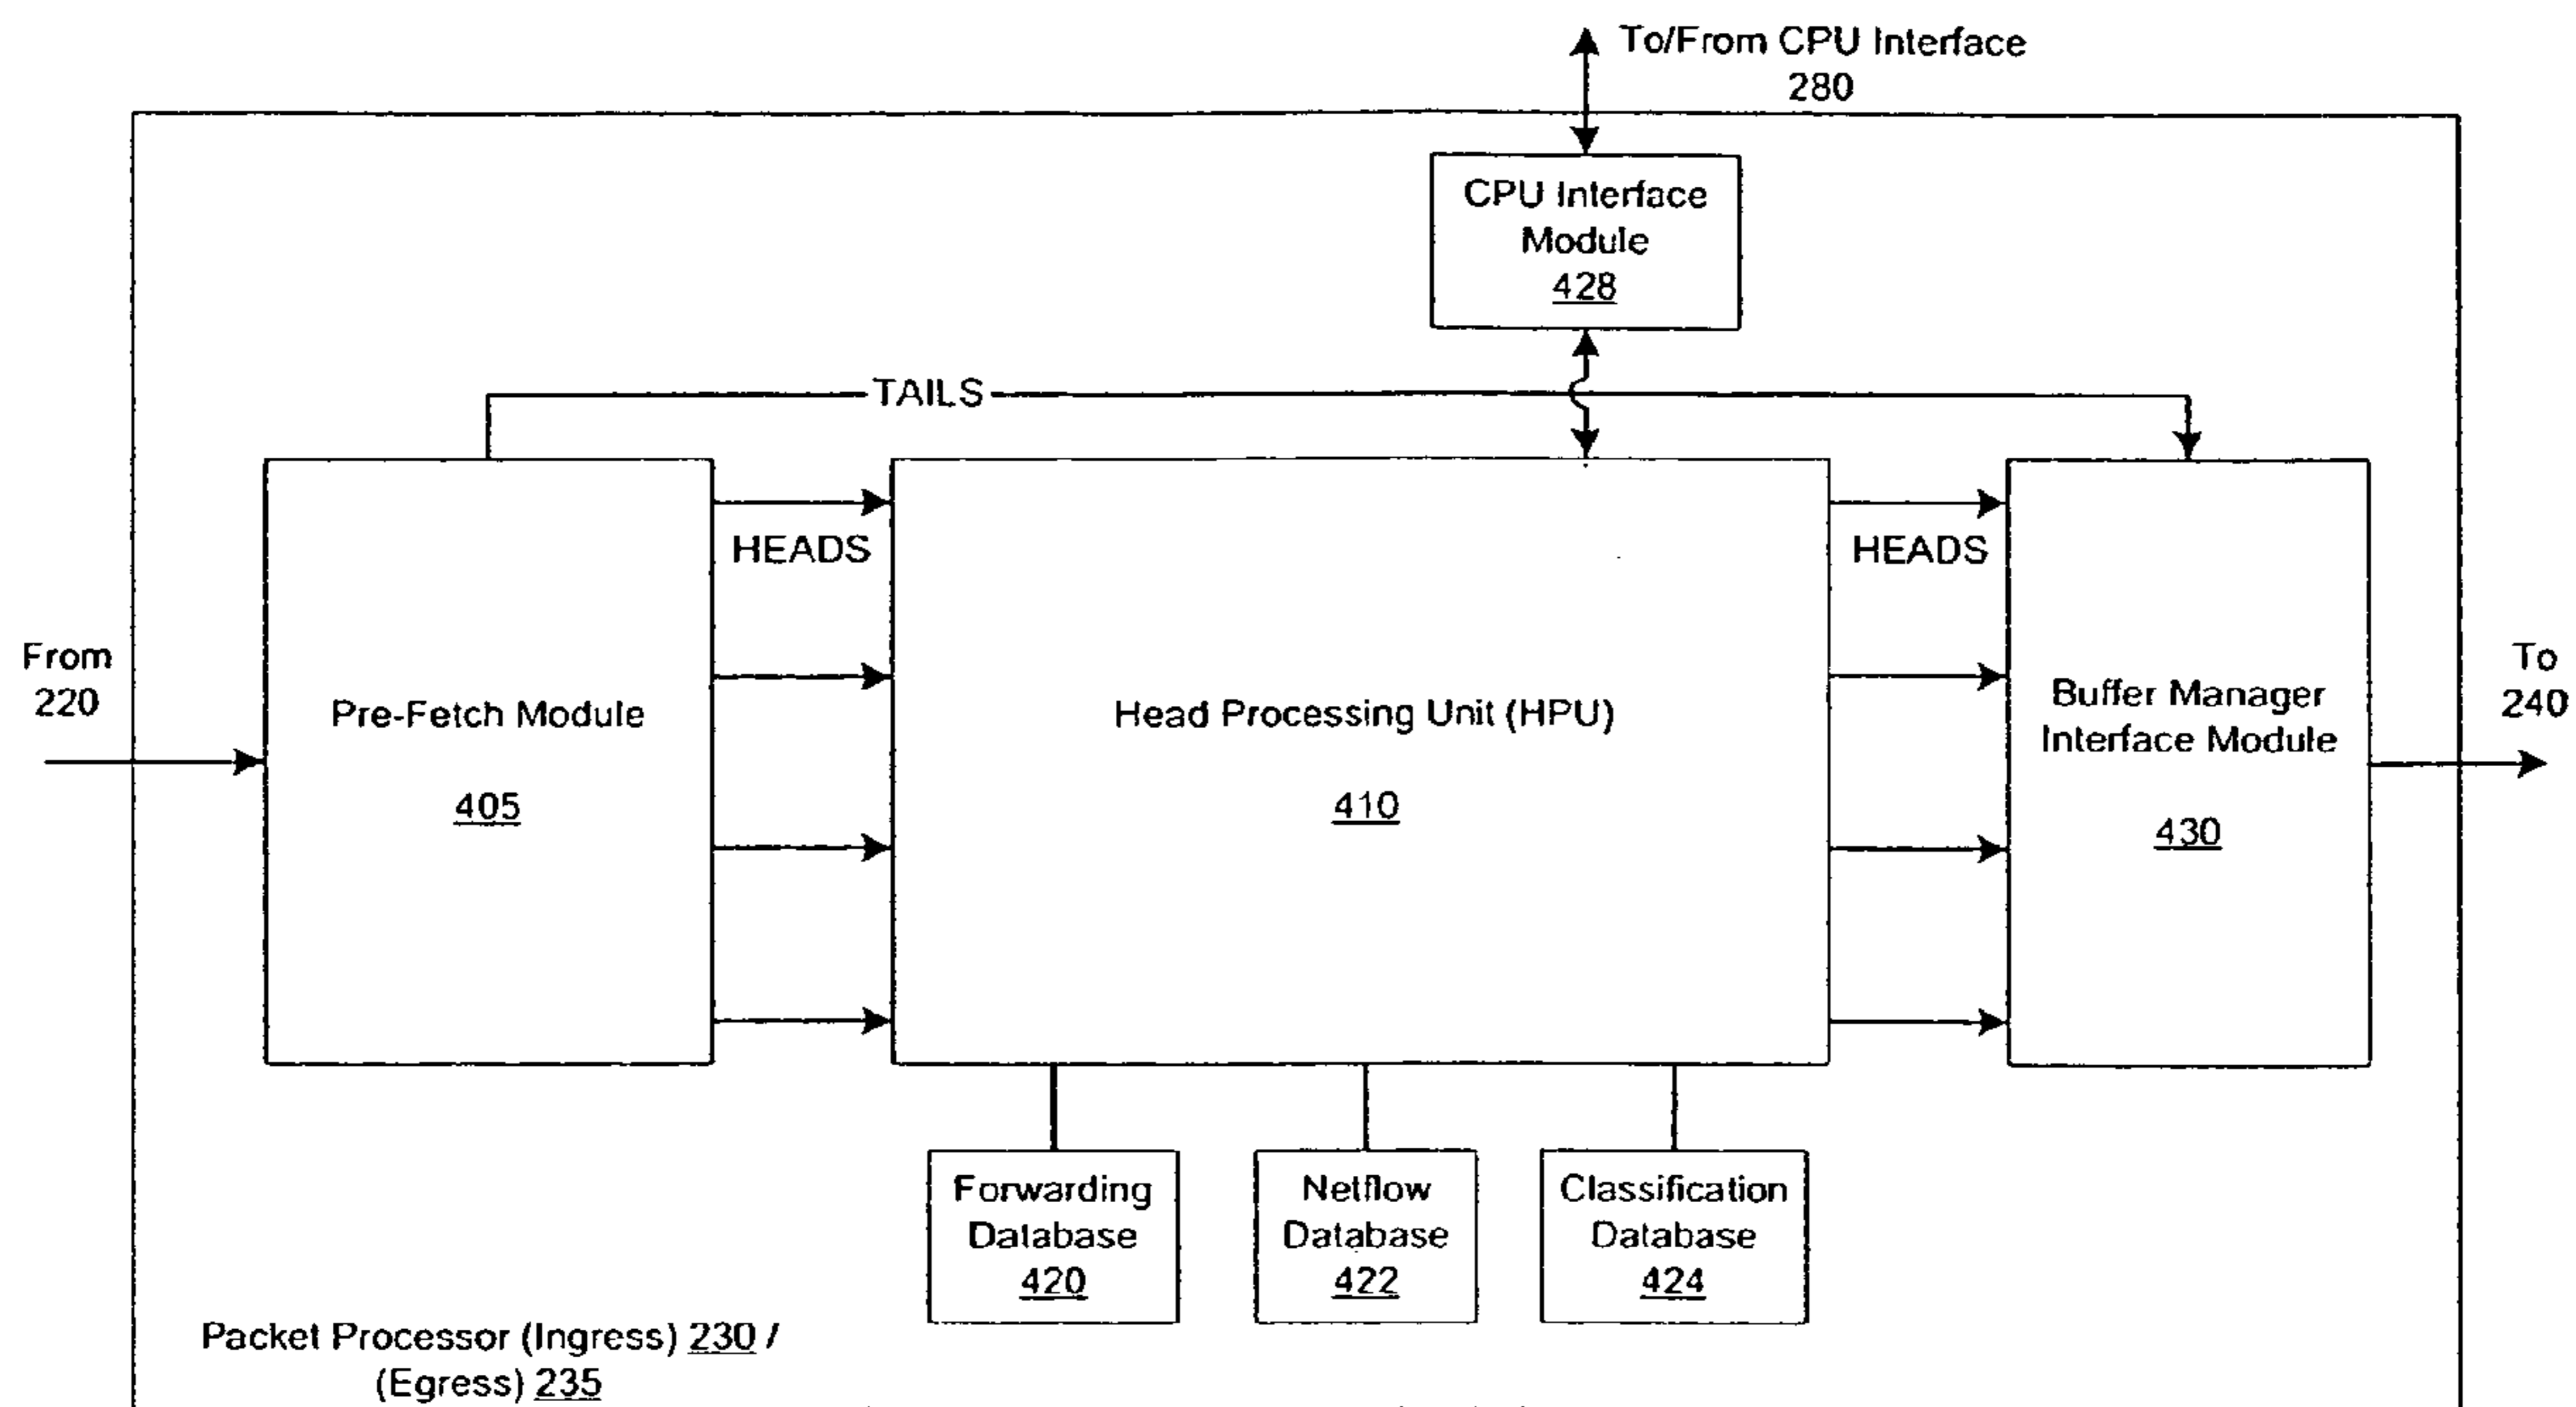 To/From CPU Interface
280
CPU Interface
Module
428
TAILS
HEADS
HEADS
From
220
Pre-Fetch Module
405
Head Processing Unit (HPU)
410
Buffer Manager
Interface Module
430
To
240
Forwarding
Database
420
Netflow
Database
422
Classification
Database
424
Packet Processor (Ingress) 230 /
(Egress) 235